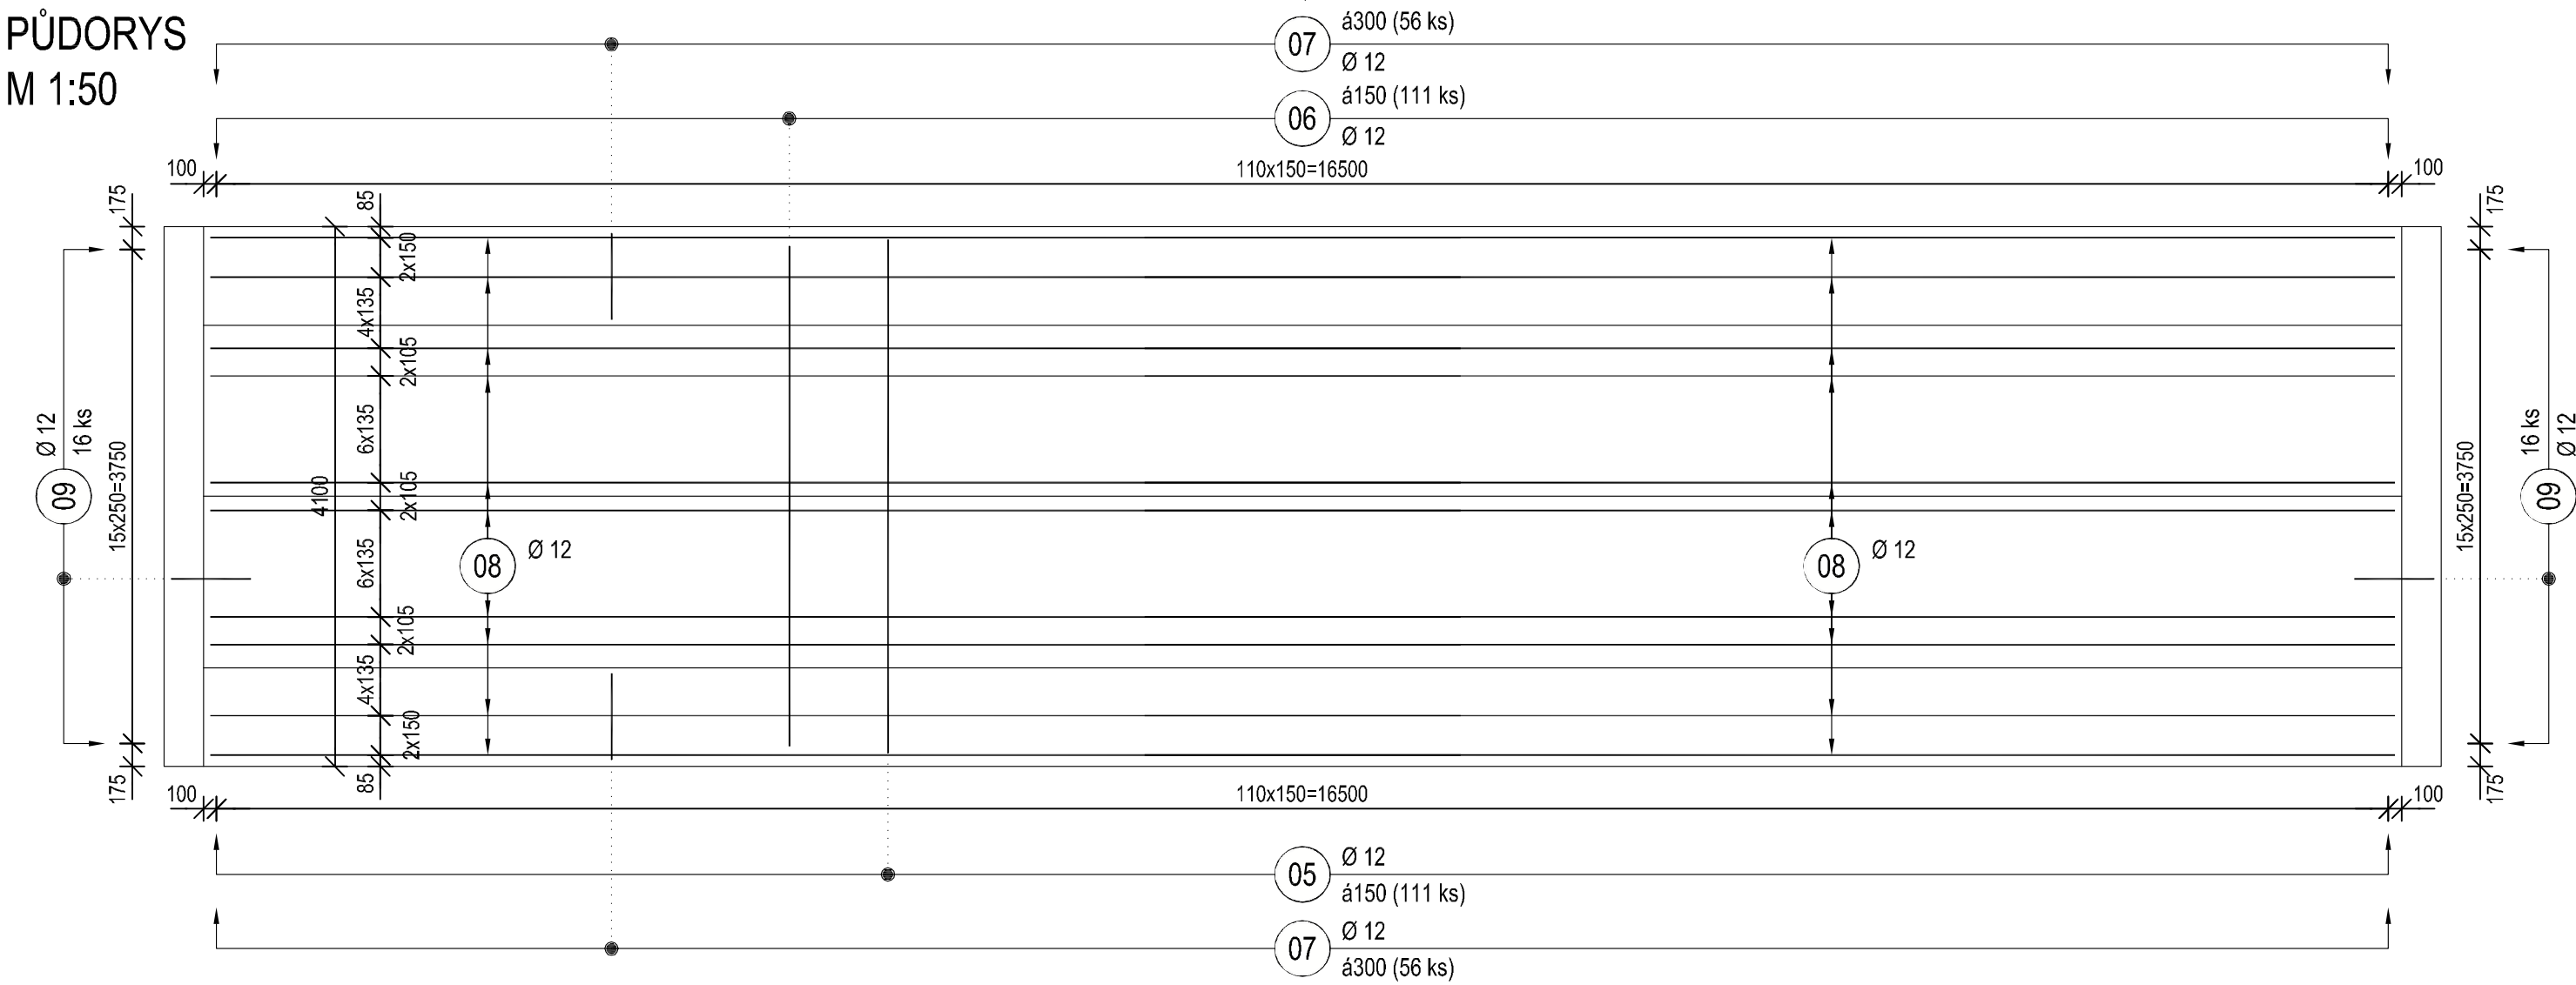 PŮDORYS
M 1:50
07
á300 (56 ks)
Ø 12
06
á150 (111 ks)
Ø 12
100
110x150=16500
100
175
85
175
2x150
4x135
2x105
6x135
2x105
6x135
2x105
4x135
2x150
85
4100
Ø 12
16 ks
09
15x250=3750
175
08
Ø 12
08
Ø 12
15x250=3750
16 ks
Ø 12
09
175
100
110x150=16500
100
05
Ø 12
á150 (111 ks)
07
Ø 12
á300 (56 ks)